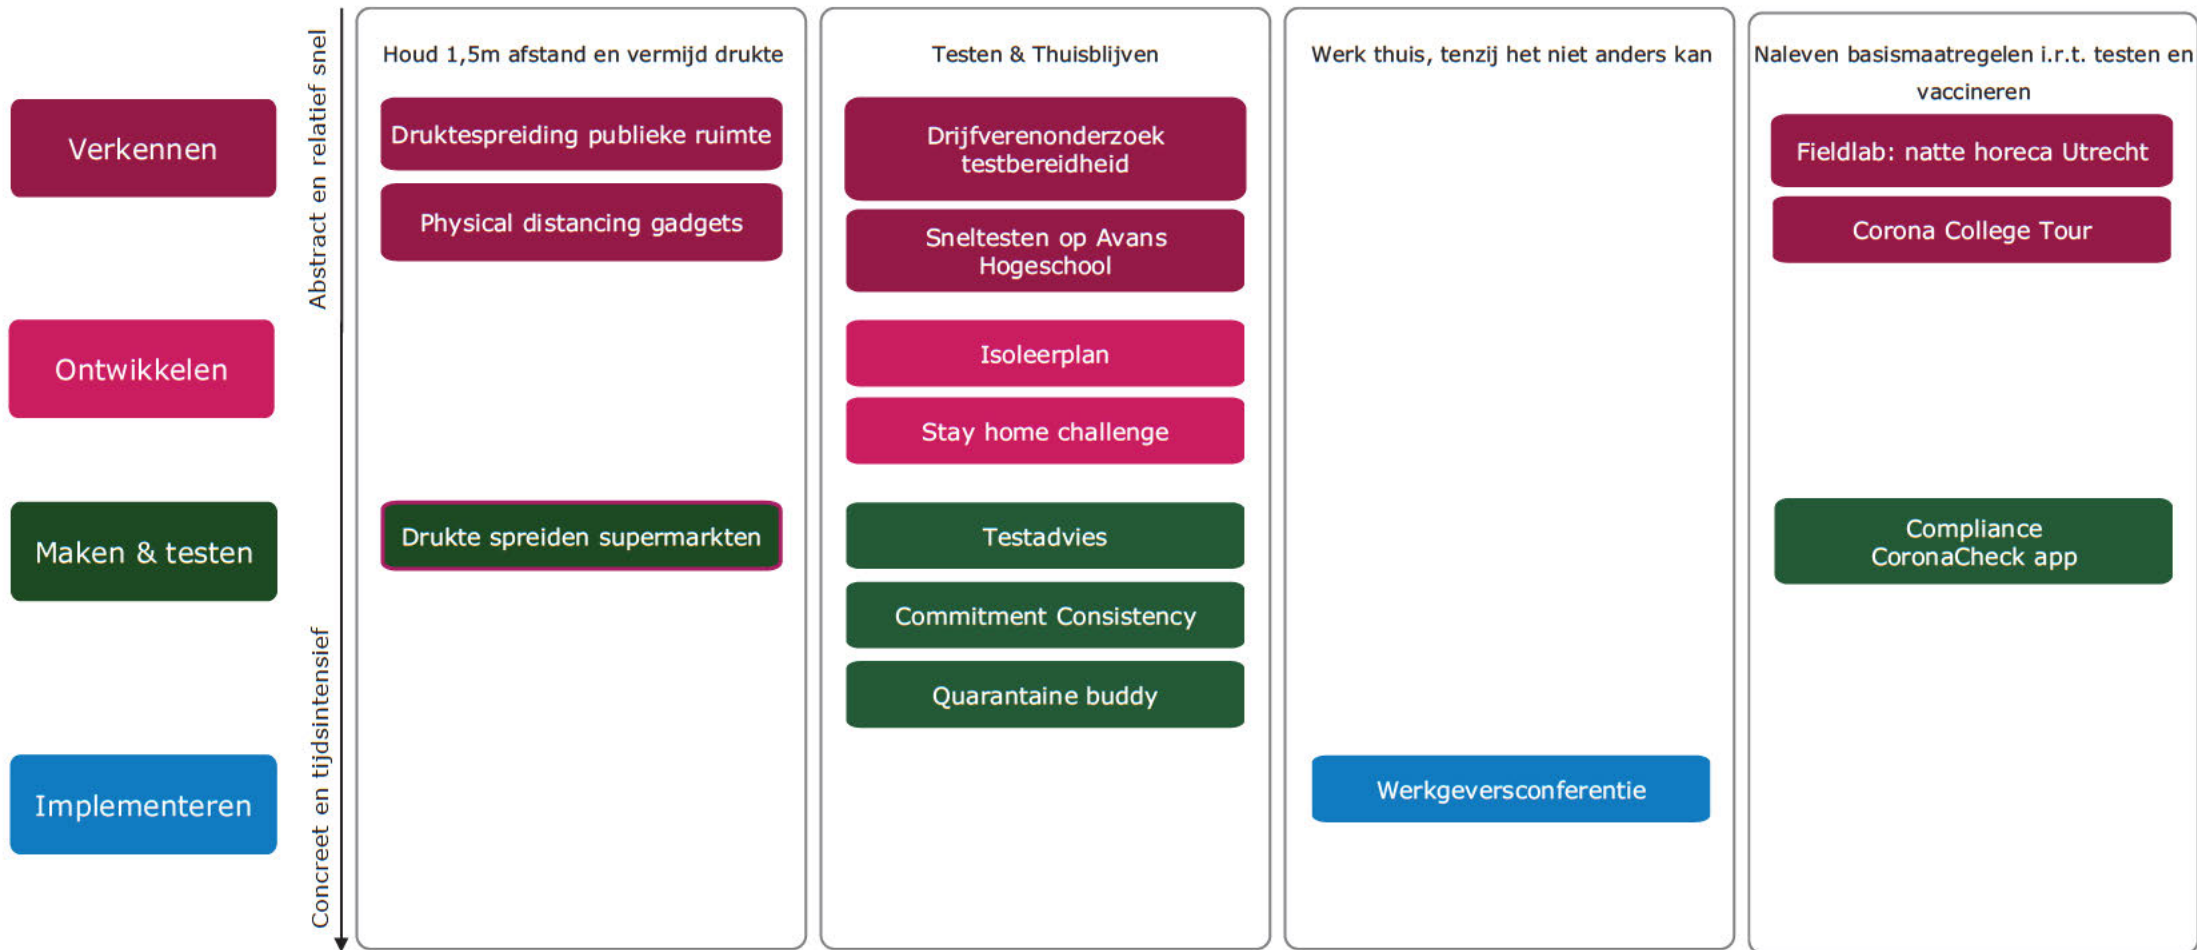 Abstract en relatief snel
Concreet en tijdsintensief
Verkennen
Ontwikkelen
Maken & testen
Implementeren
Houd 1,5m afstand en vermijd drukte
Druktespreiding publieke ruimte
Physical distancing gadgets
Drukte spreiden supermarkten
Testen & Thuisblijven
Drijfverenonderzoek
testbereidheid
Sneltesten op Avans
Hogeschool
Isoleerplan
Stay home challenge
Testadvies
Commitment Consistency
Quarantaine buddy
Werk thuis, tenzij het niet anders kan
Werkgeversconferentie
Naleven basismaatregelen i.r.t. testen en
vaccineren
Fieldlab: natte horeca Utrecht
Corona College Tour
Compliance
CoronaCheck app